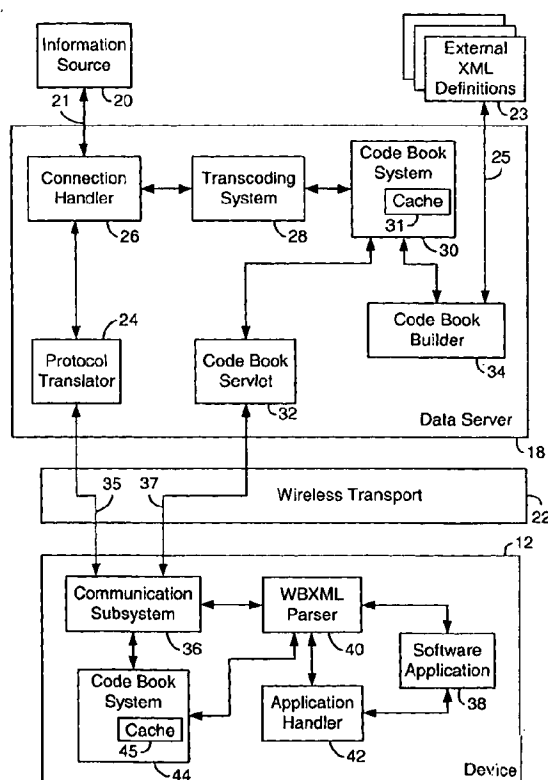 Information
Source
21
20
External
XML
Definitions
23
25
Connection
Handler
26
Transcoding
System
28
Code Book
System
Cache
31
30
24
Protocol
Translator
Code Book
Servlet
32
Code Book
Builder
34
Data Server
18
35
37
Wireless Transport
22
12
Communication
Subsystem
36
WBXML
Parser
40
Software
Application
38
Code Book
System
Cache
45
44
Application
Handler
42
Device